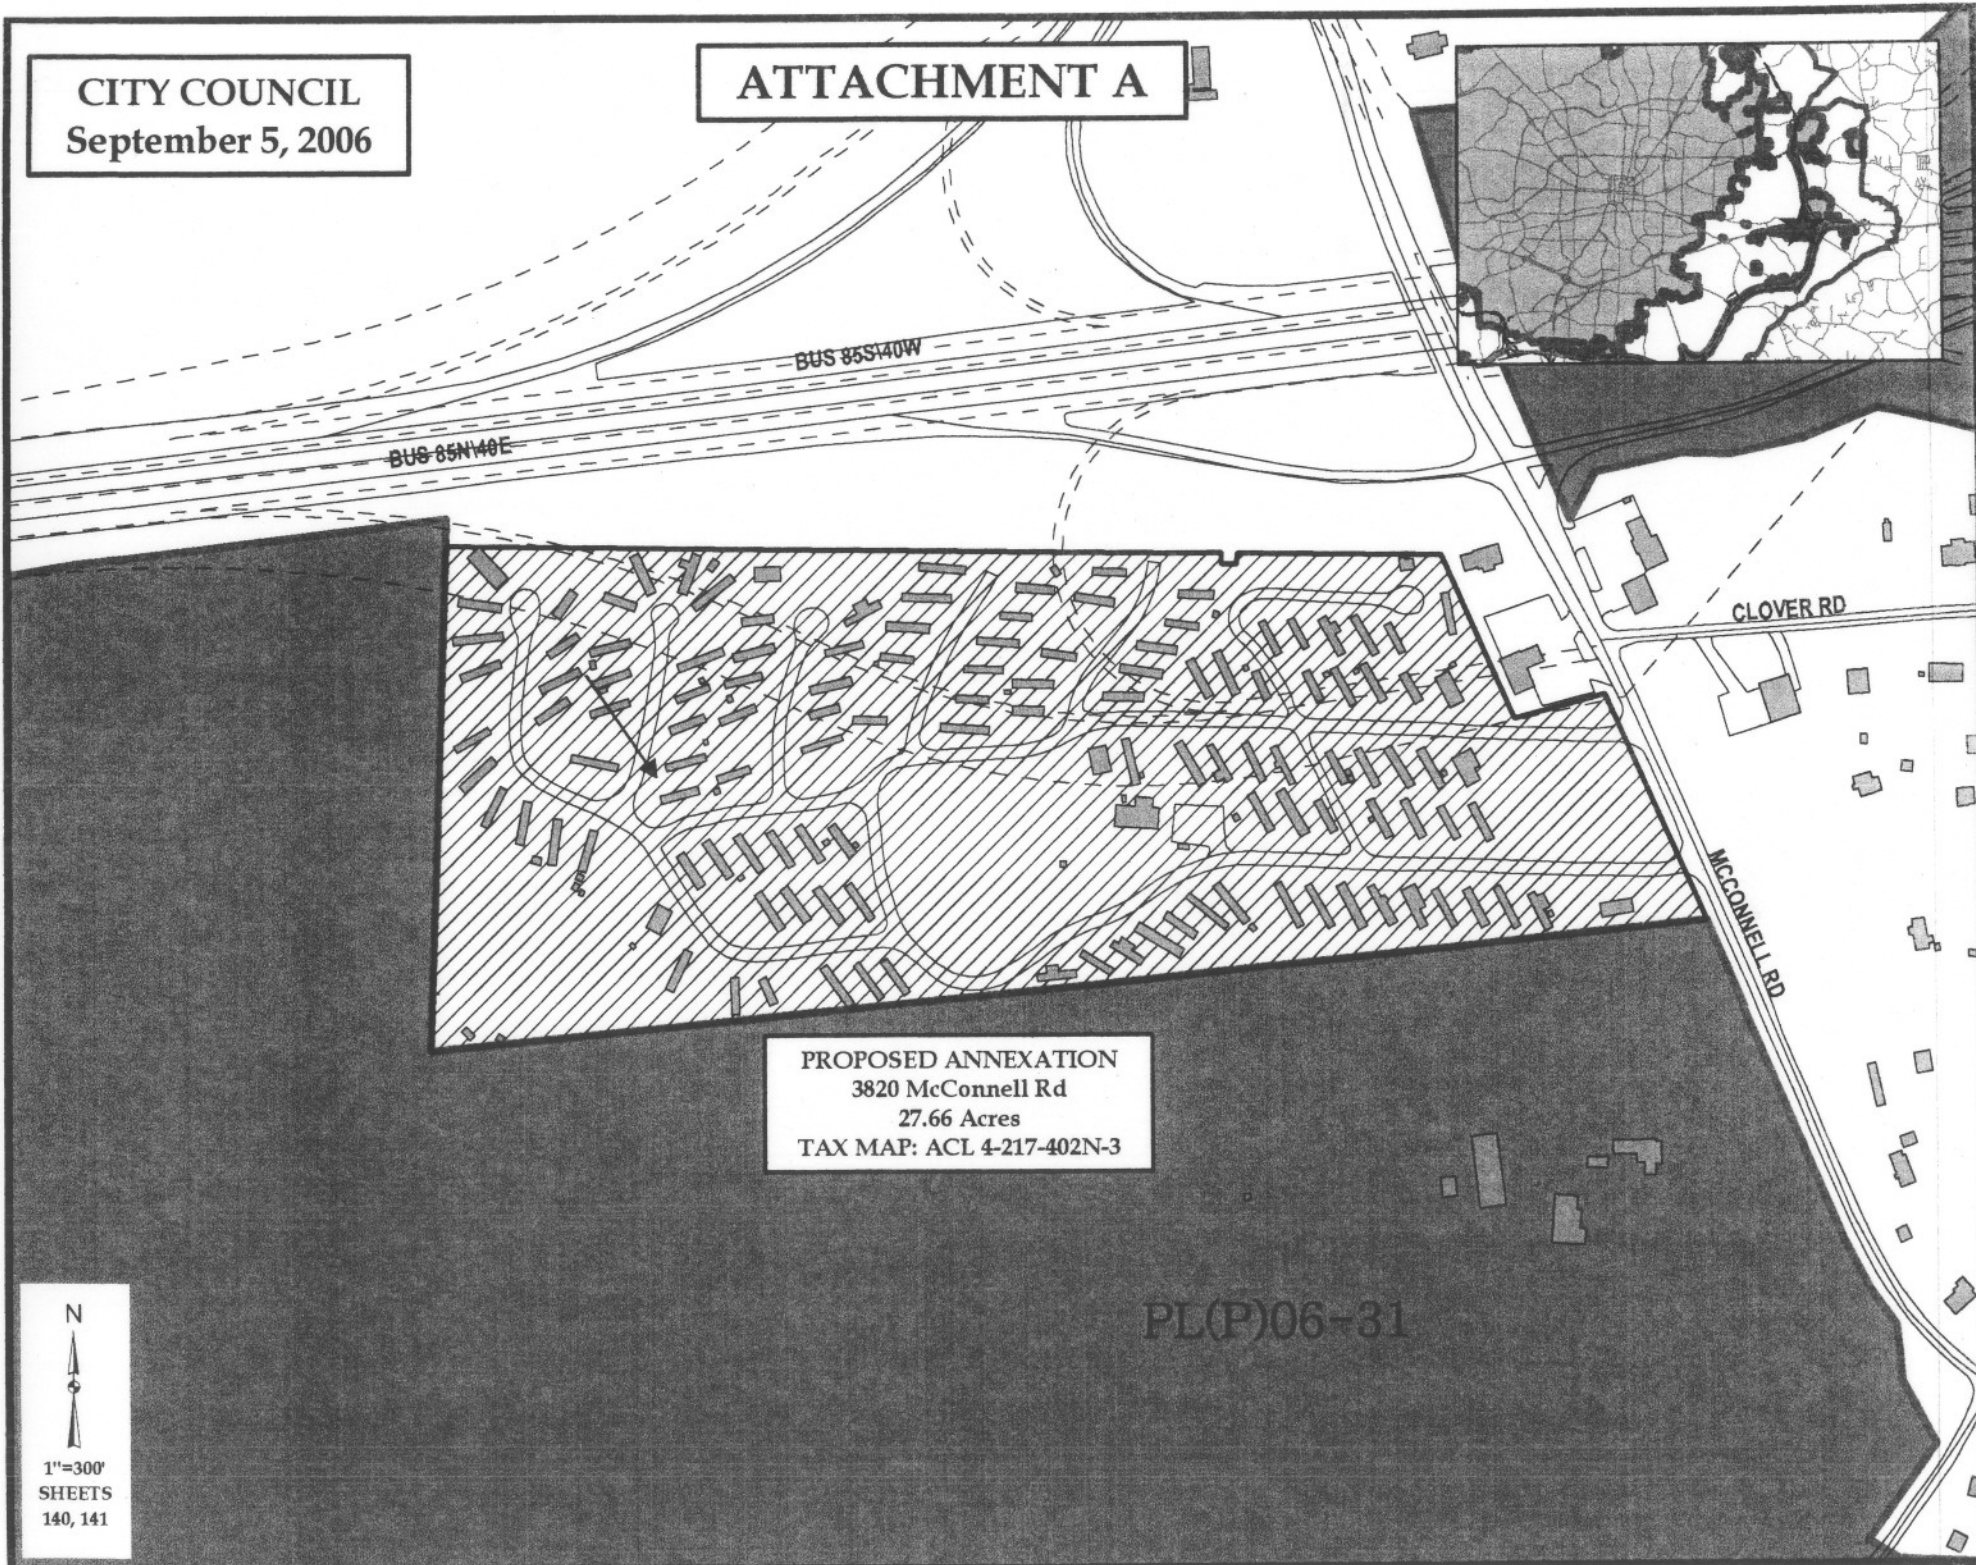 CITY COUNCIL
September 5, 2006
ATTACHMENT A
BUS 85S\40W
BUS 85N\40E
CLOVER RD
MCCONNELL RD
PROPOSED ANNEXATION
3820 McConnell Rd
27.66 Acres
TAX MAP: ACL 4-217-402N-3
PL(P)06-31
N
1"=300'
SHEETS
140, 141